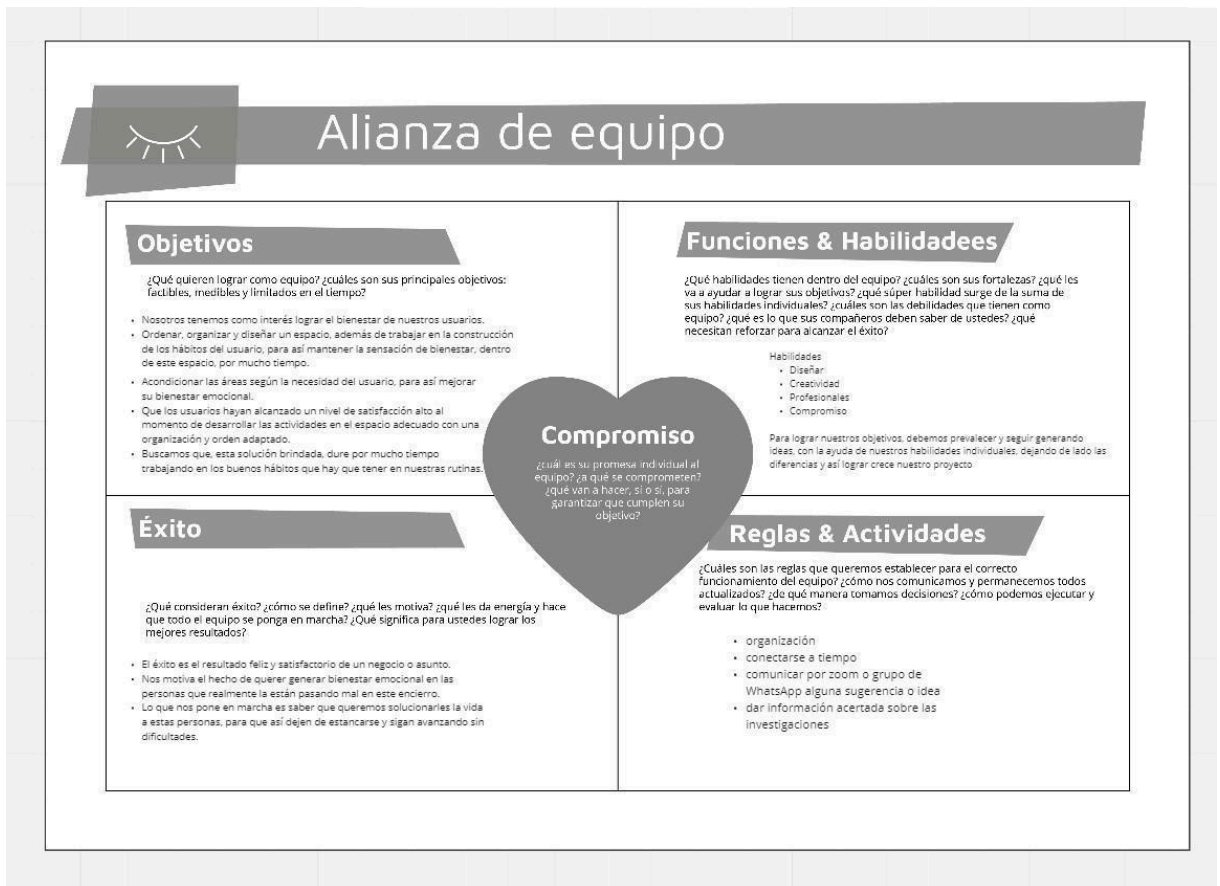 Alianza de equipo
Objetivos
¿Qué quieren lograr como equipo? ¿cuáles son sus principales objetivos:
factibles, medibles y limitados en el tiempo?
• Nosotros tenemos como interés lograr el bienestar de nuestros usuarios.
• Ordenar, organizar y diseñar un espacio, además de trabajar en la construcción
de los hábitos del usuario, para así mantener la sensación de bienestar, dentro
de este espacio, por mucho tiempo.
• Acondicionar las áreas según la necesidad del usuario, para así mejorar
su bienestar emocional.
• Que los usuarios hayan alcanzado un nivel de satisfacción alto al
momento de desarrollar las actividades en el espacio adecuado con una
organización y orden adaptado.
• Buscamos que, esta solución brindada, dure por mucho tiempo
trabajando en los buenos hábitos que hay que tener en nuestras rutinas.
Funciones & Habilidadees
¿Qué habilidades tienen dentro del equipo? ¿cuáles son sus fortalezas? ¿qué les
va a ayudar a lograr sus objetivos? ¿qué súper habilidad surge de la suma de
sus habilidades individuales? ¿cuáles son las debilidades que tienen como
equipo? ¿qué es lo que sus compañeros deben saber de ustedes? ¿qué
necesitan reforzar para alcanzar el éxito?
Habilidades
• Diseñar
• Creatividad
• Profesionales
• Compromiso
Para lograr nuestros objetivos, debemos prevalecer y seguir generando
ideas, con la ayuda de nuestros habilidades individuales, dejando de lado las
diferencias y así lograr crece nuestro proyecto
Compromiso
¿cuál es su promesa individual al
equipo? ¿a qué se comprometen?
¿qué van a hacer, sí o sí, para
garantizar que cumplen su
objetivo?
Éxito
¿Qué consideran éxito? ¿cómo se define? ¿qué les motiva? ¿qué les da energía y hace
que todo el equipo se ponga en marcha? ¿Qué significa para ustedes lograr los
mejores resultados?
• El éxito es el resultado feliz y satisfactorio de un negocio o asunto.
• Nos motiva el hecho de querer generar bienestar emocional en las
personas que realmente la están pasando mal en este encierro.
• Lo que nos pone en marcha es saber que queremos solucionarles la vida
a estas personas, para que así dejen de estancarse y sigan avanzando sin
dificultades.
Reglas & Actividades
¿Cuáles son las reglas que queremos establecer para el correcto
funcionamiento del equipo? ¿cómo nos comunicamos y permanecemos todos
actualizados? ¿de qué manera tomamos decisiones? ¿cómo podemos ejecutar y
evaluar lo que hacemos?
• organización
• conectarse a tiempo
• comunicar por zoom o grupo de
WhatsApp alguna sugerencia o idea
• dar información acertada sobre las
investigaciones